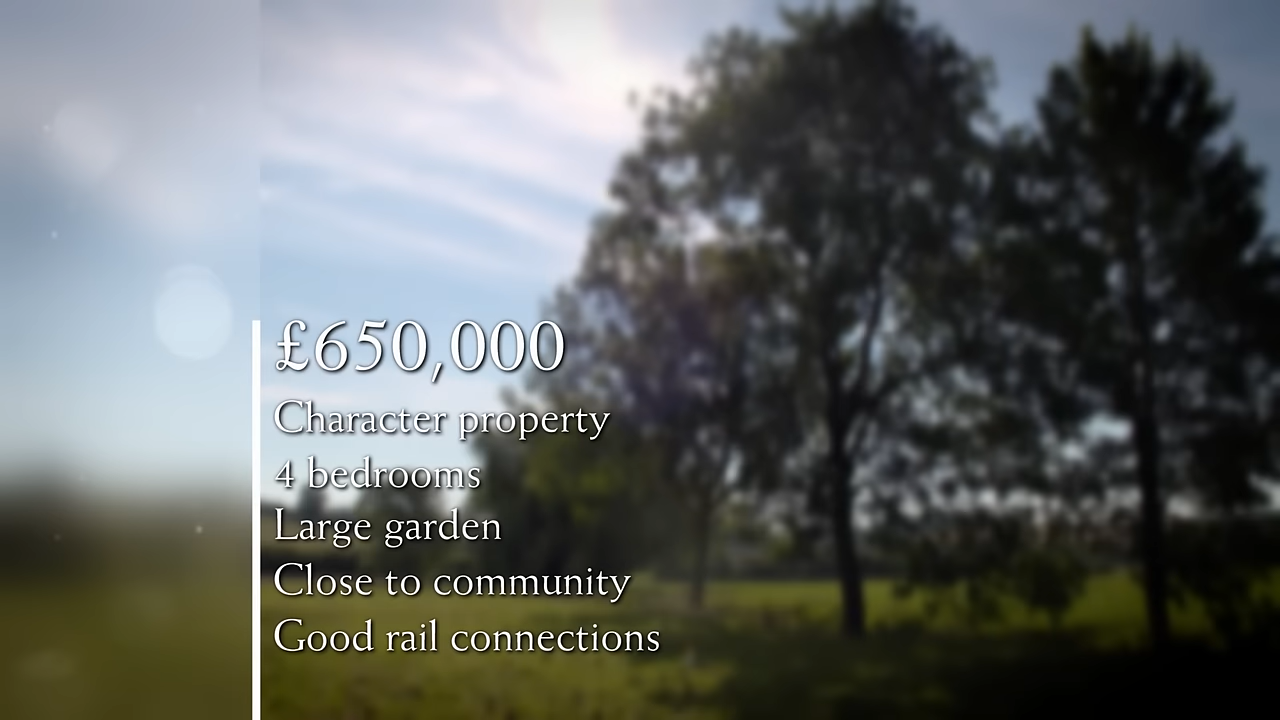 £650,000
Character property
4 bedrooms
Large garden
Close to community
Good rail connections